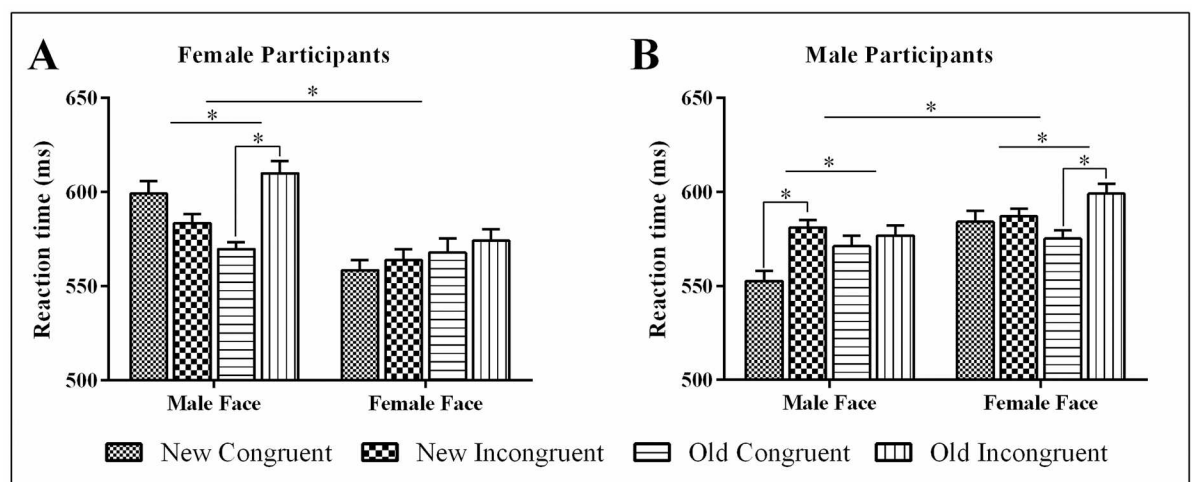 A
Female Participants
650
600
550
500
Reaction time (ms)
*
*
*
Male Face
Female Face
B
Male Participants
650
600
550
500
Reaction time (ms)
*
*
*
*
*
Male Face
Female Face
New Congruent
New Incongruent
Old Congruent
Old Incongruent